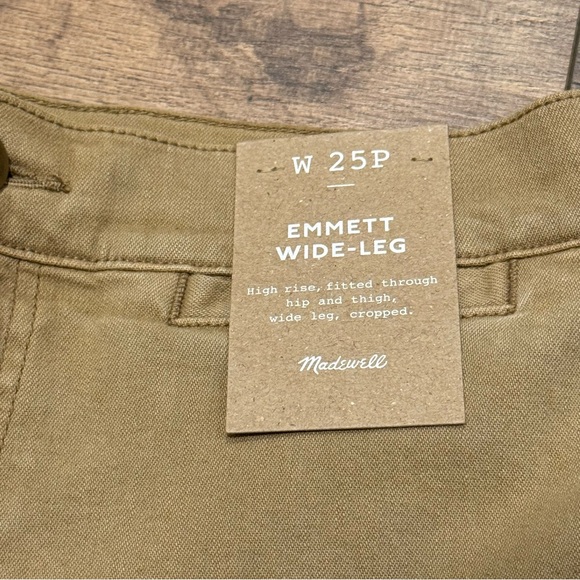 W 25P
EMMETT
WIDE-LEG
High rise, fitted through
hip and thigh,
wide leg, cropped.
Madewell